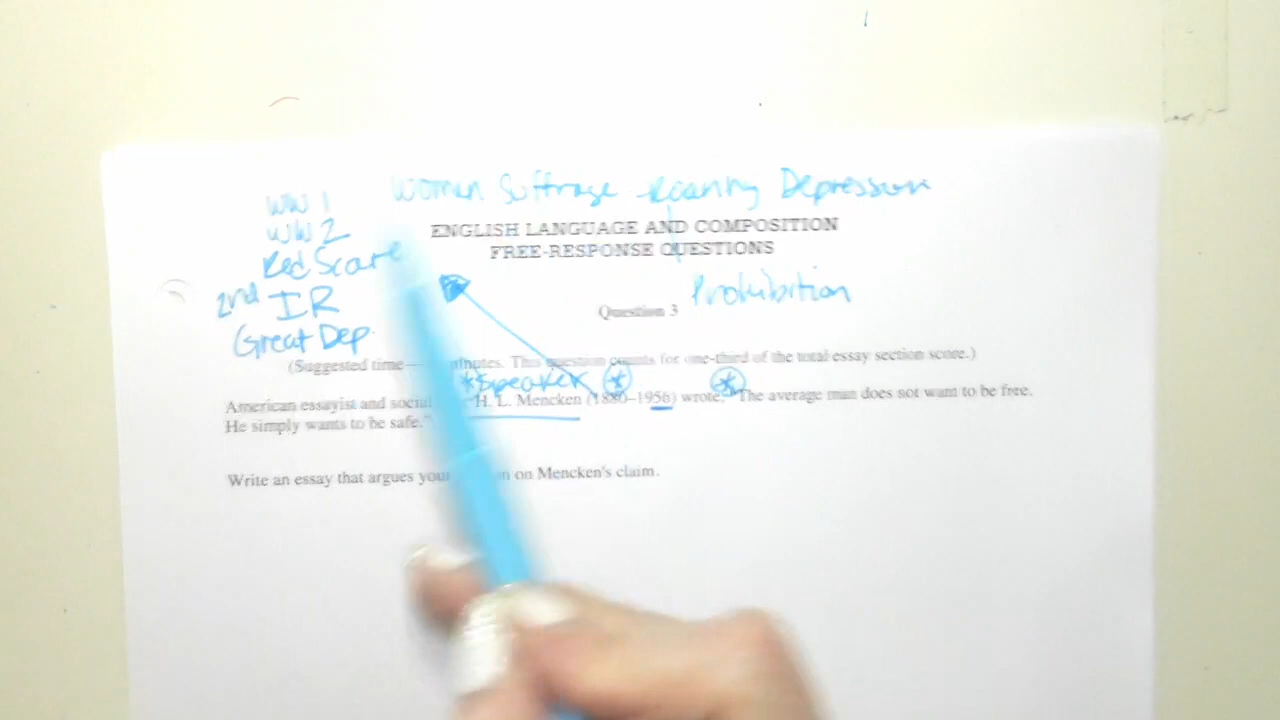 WW 1
WW 2
Red Scare
2nd IR
Great Dep.
Women Suffrage Depression
ENGLISH LANGUAGE AND COMPOSITION
FREE-RESPONSE QUESTIONS
Prohibition
Question 3
(Suggested time— This question counts for one-third of the total essay section score.)
*Speaker * *
American essayist and social H. L. Mencken (1880–1956) wrote, "The average man does not want to be free.
He simply wants to be safe."
Write an essay that argues your on Mencken's claim.